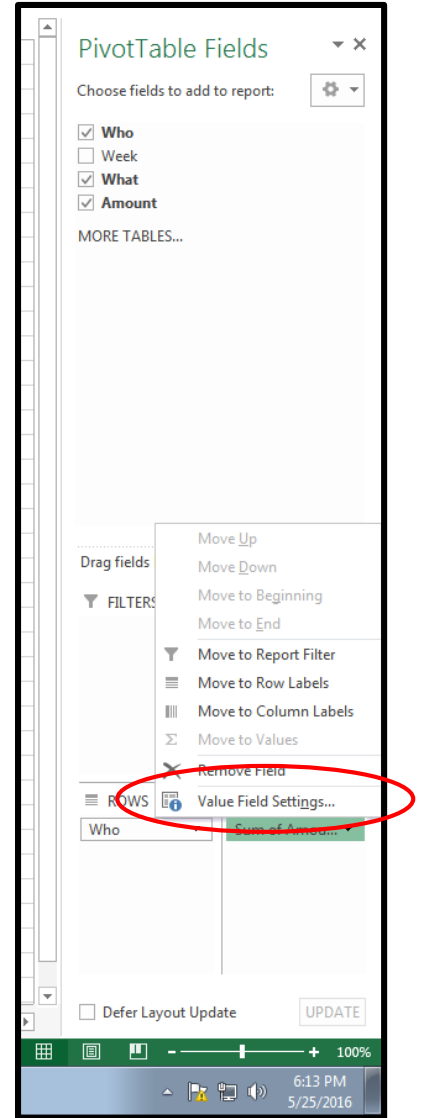 PivotTable Fields
Choose fields to add to report:
Who
Week
What
Amount
MORE TABLES...
Drag fields
FILTERS
Move Up
Move Down
Move to Beginning
Move to End
Move to Report Filter
Move to Row Labels
Move to Column Labels
Move to Values
Remove Field
Value Field Settings...
ROWS
Who
Sum of Amou...
Defer Layout Update
UPDATE
100%
6:13 PM
5/25/2016